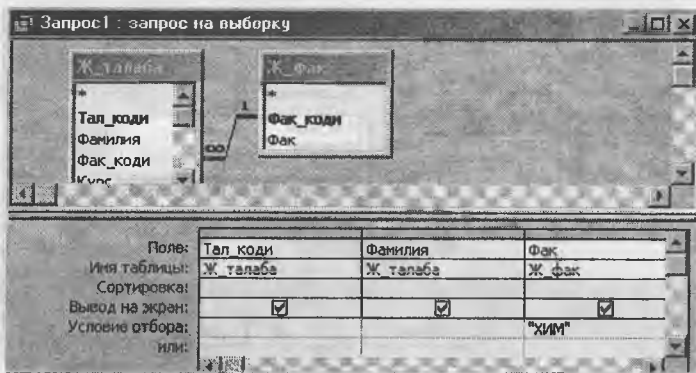 Запрос1 : запрос на выборку
Ж_талаба
*
Тал_коди
Фамилия
Фак_коди
Курс
∞
1
Ж_фак
*
Фак_коди
Фак
Поле: Тал_коди Фамилия Фак
Имя таблицы: Ж_талаба Ж_талаба Ж_фак
Сортировка:
Вывод на экран:
Условие отбора: "ХИМ"
или: